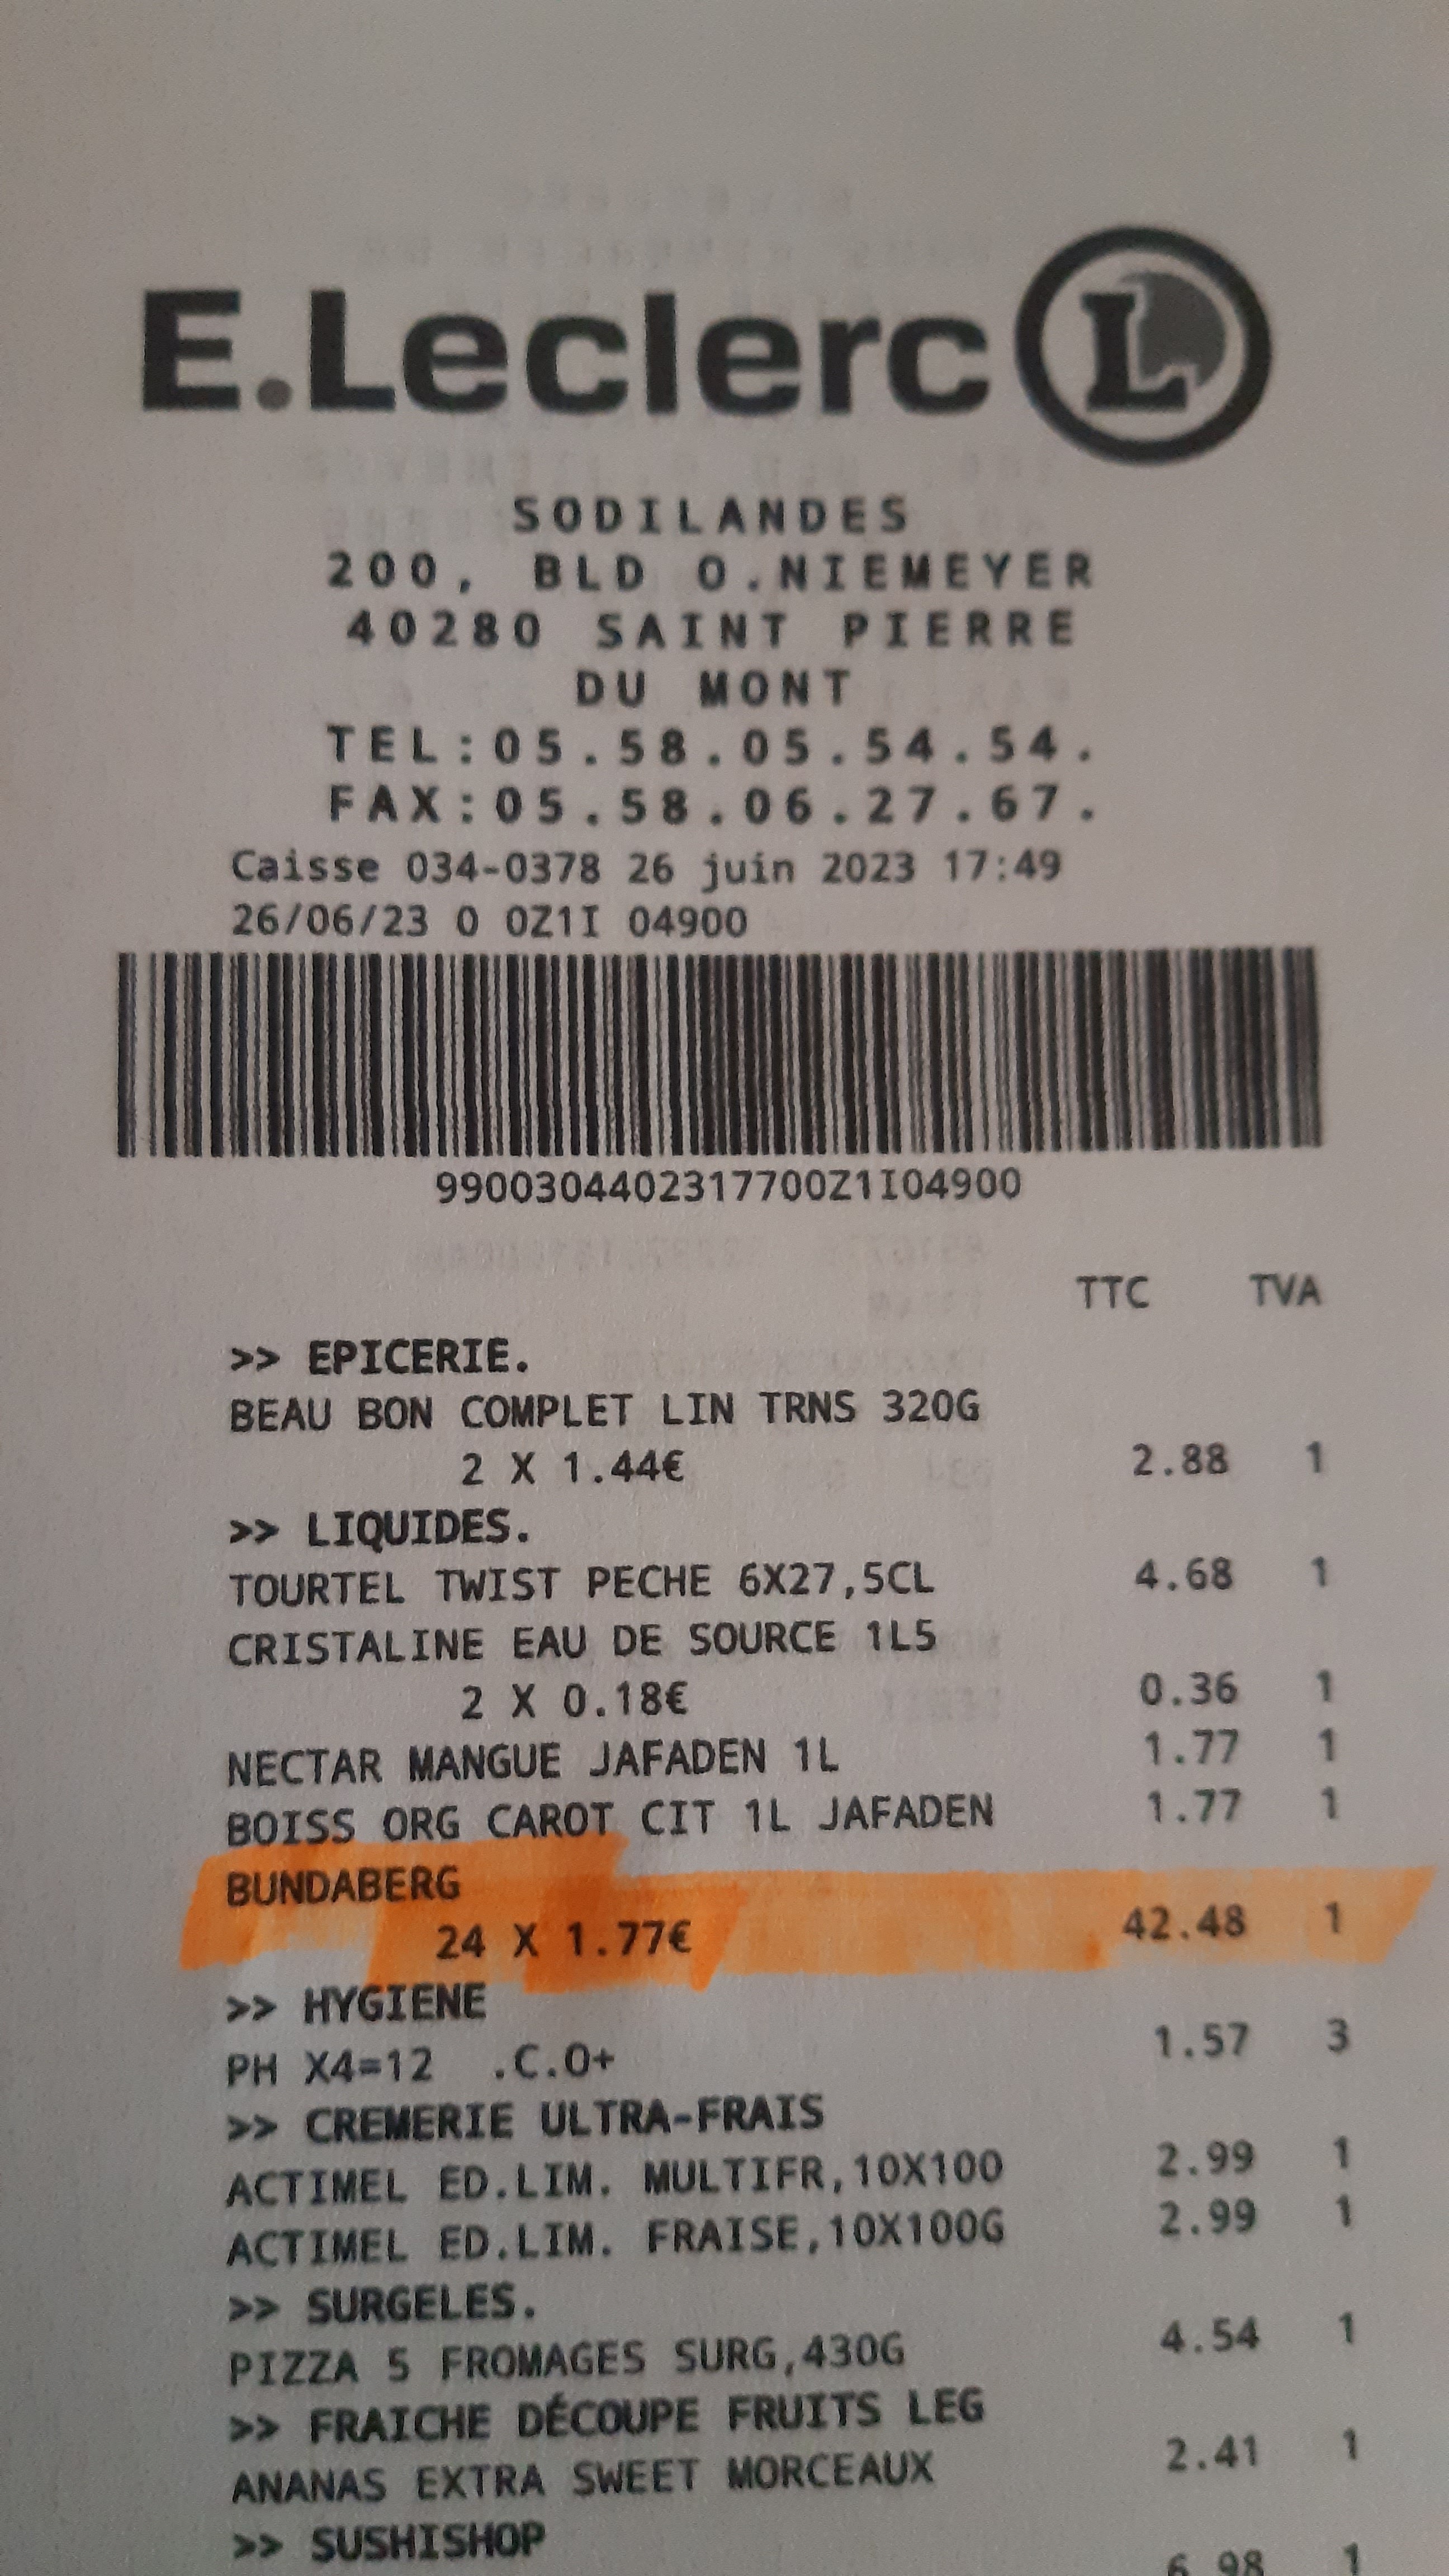 E.Leclerc L
SODILANDES
200, BLD O.NIEMEYER
40280 SAINT PIERRE
DU MONT
TEL:05.58.05.54.54.
FAX:05.58.06.27.67.
Caisse 034-0378 26 juin 2023 17:49
26/06/23 0 0Z1I 04900
9900304402317700Z1I04900
TTC TVA
>> EPICERIE.
BEAU BON COMPLET LIN TRNS 320G
2 X 1.44€ 2.88 1
>> LIQUIDES.
TOURTEL TWIST PECHE 6X27,5CL 4.68 1
CRISTALINE EAU DE SOURCE 1L5
2 X 0.18€ 0.36 1
NECTAR MANGUE JAFADEN 1L 1.77 1
BOISS ORG CAROT CIT 1L JAFADEN 1.77 1
BUNDABERG
24 X 1.77€ 42.48 1
>> HYGIENE
PH X4=12 .C.O+ 1.57 3
>> CREMERIE ULTRA-FRAIS
ACTIMEL ED.LIM. MULTIFR,10X100 2.99 1
ACTIMEL ED.LIM. FRAISE,10X100G 2.99 1
>> SURGELES.
PIZZA 5 FROMAGES SURG,430G 4.54 1
>> FRAICHE DÉCOUPE FRUITS LEG
ANANAS EXTRA SWEET MORCEAUX 2.41 1
>> SUSHISHOP
6.98 1